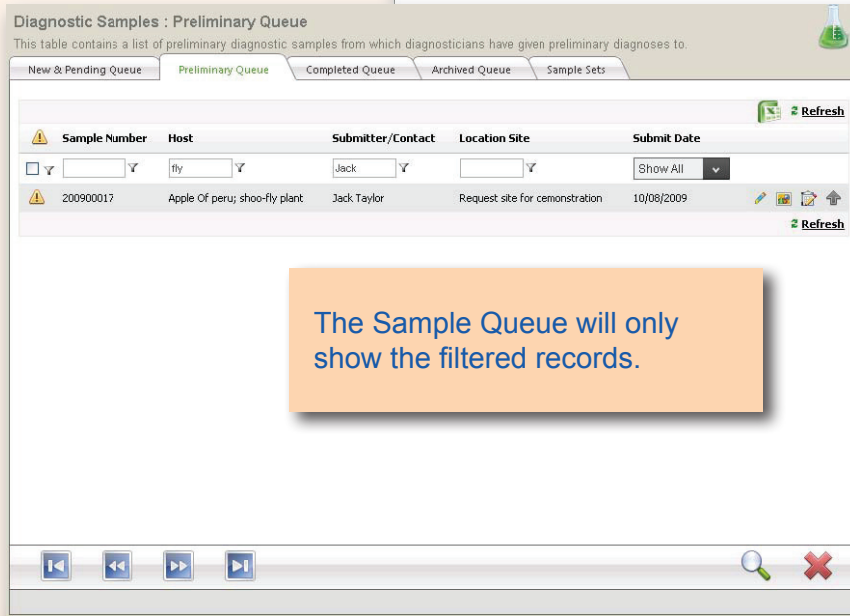 Diagnostic Samples : Preliminary Queue
This table contains a list of preliminary diagnostic samples from which diagnosticians have given preliminary diagnoses to.
New & Pending Queue Preliminary Queue Completed Queue Archived Queue Sample Sets
Refresh
Sample Number Host Submitter/Contact Location Site Submit Date
fly Jack Show All
200900017 Apple Of peru; shoo-fly plant Jack Taylor Request site for cemonstration 10/08/2009
Refresh
The Sample Queue will only
show the filtered records.